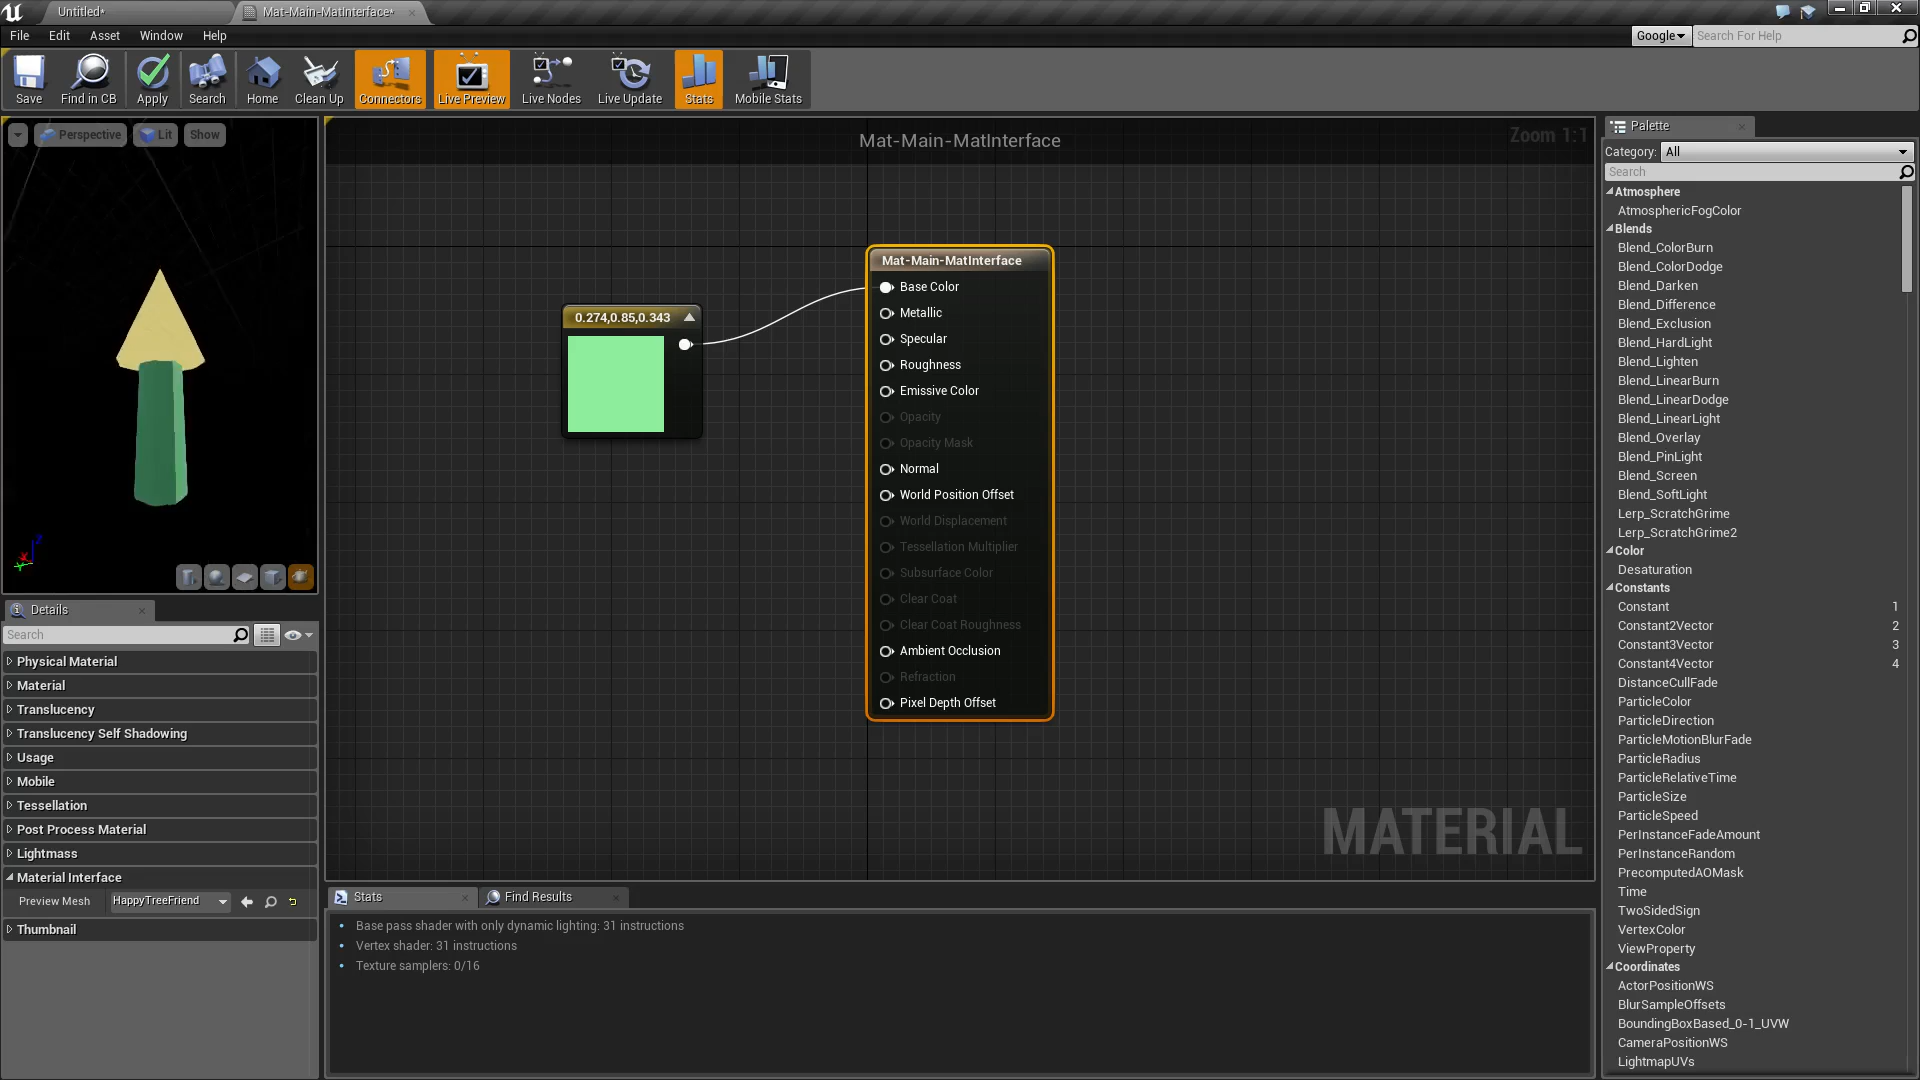 Untitled*
Mat-Main-MatInterface*
File Edit Asset Window Help
Google Search For Help
Save Find in CB Apply Search Home Clean Up Connectors Live Preview Live Nodes Live Update Stats Mobile Stats
Perspective Lit Show
Mat-Main-MatInterface
Zoom 1:1
0.274,0.85,0.343
Mat-Main-MatInterface
Base Color
Metallic
Specular
Roughness
Emissive Color
Opacity
Opacity Mask
Normal
World Position Offset
World Displacement
Tessellation Multiplier
Subsurface Color
Clear Coat
Clear Coat Roughness
Ambient Occlusion
Refraction
Pixel Depth Offset
MATERIAL
Details
Search
Physical Material
Material
Translucency
Translucency Self Shadowing
Usage
Mobile
Tessellation
Post Process Material
Lightmass
Material Interface
Preview Mesh HappyTreeFriend
Thumbnail
Stats
Find Results
Base pass shader with only dynamic lighting: 31 instructions
Vertex shader: 31 instructions
Texture samplers: 0/16
Palette
Category: All
Search
Atmosphere
AtmosphericFogColor
Blends
Blend_ColorBurn
Blend_ColorDodge
Blend_Darken
Blend_Difference
Blend_Exclusion
Blend_HardLight
Blend_Lighten
Blend_LinearBurn
Blend_LinearDodge
Blend_LinearLight
Blend_Overlay
Blend_PinLight
Blend_Screen
Blend_SoftLight
Lerp_ScratchGrime
Lerp_ScratchGrime2
Color
Desaturation
Constants
Constant 1
Constant2Vector 2
Constant3Vector 3
Constant4Vector 4
DistanceCullFade
ParticleColor
ParticleDirection
ParticleMotionBlurFade
ParticleRadius
ParticleRelativeTime
ParticleSize
ParticleSpeed
PerInstanceFadeAmount
PerInstanceRandom
PrecomputedAOMask
Time
TwoSidedSign
VertexColor
ViewProperty
Coordinates
ActorPositionWS
BlurSampleOffsets
BoundingBoxBased_0-1_UVW
CameraPositionWS
LightmapUVs